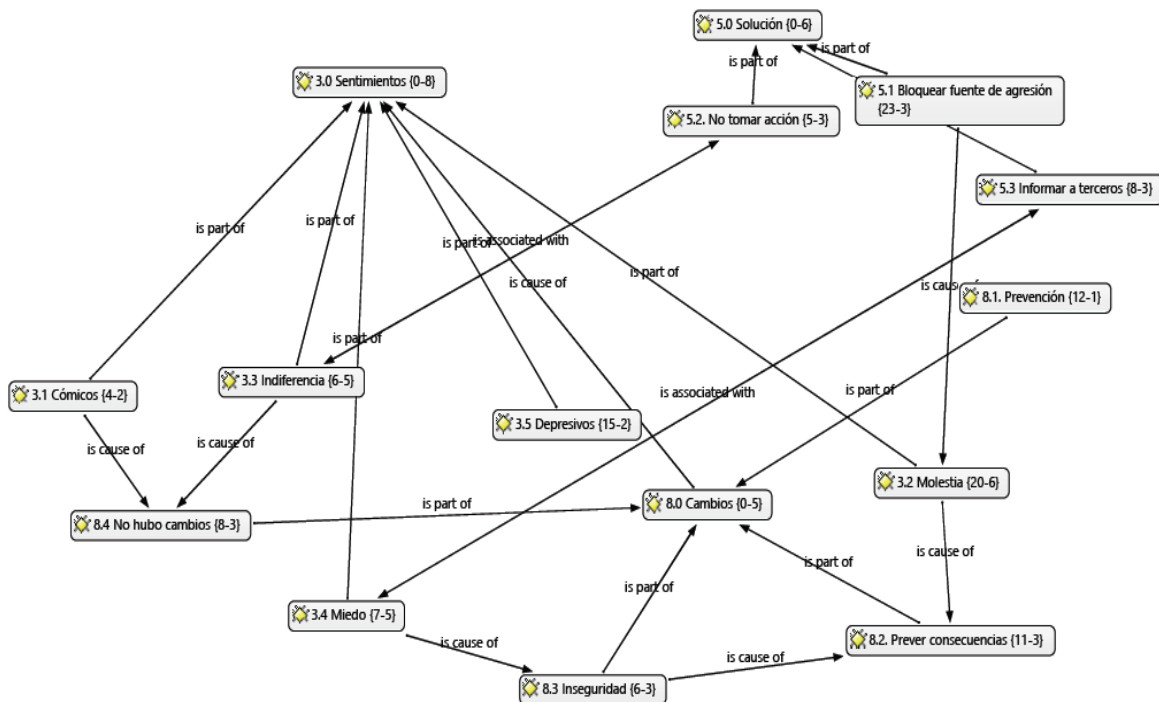 5.0 Solución {0-6}
is part of
is part of
3.0 Sentimientos {0-8}
5.1 Bloquear fuente de agresión
{23-3}
5.2. No tomar acción {5-3}
5.3 Informar a terceros {8-3}
is part of
is part of
is part of
is associated with
is part of
is cause of
is cause of
8.1. Prevención {12-1}
is part of
3.3 Indiferencia {6-5}
3.1 Cómicos {4-2}
is associated with
is part of
3.5 Depresivos {15-2}
is cause of
is cause of
3.2 Molestia {20-6}
8.4 No hubo cambios {8-3}
is part of
8.0 Cambios {0-5}
is cause of
is part of
is part of
3.4 Miedo {7-5}
is cause of
8.2. Prever consecuencias {11-3}
is cause of
8.3 Inseguridad {6-3}